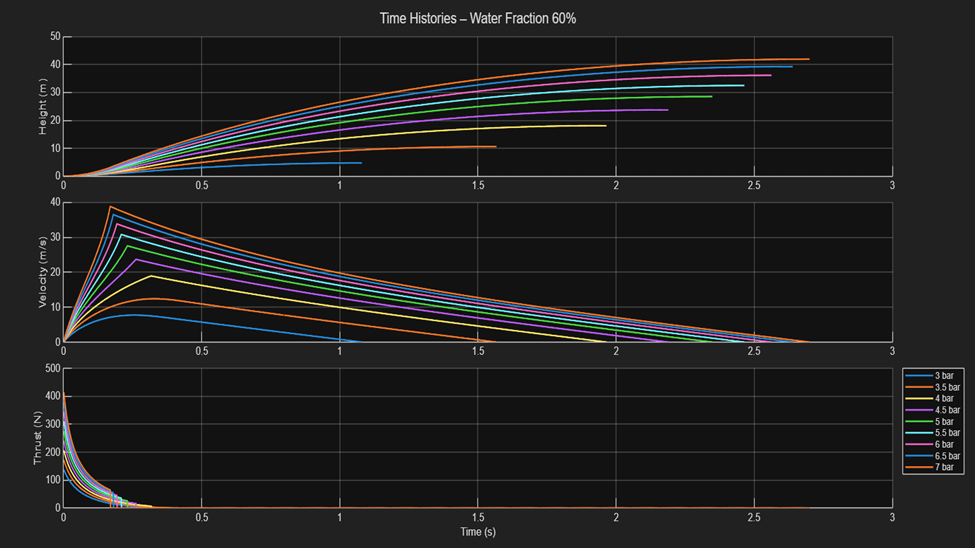 Time Histories – Water Fraction 60%
50
40
30
20
10
0
Height (m)
0 0.5 1 1.5 2 2.5 3
40
30
20
10
0
Velocity (m/s)
0 0.5 1 1.5 2 2.5 3
500
400
300
200
100
0
Thrust (N)
0 0.5 1 1.5 2 2.5 3
Time (s)
3 bar
3.5 bar
4 bar
4.5 bar
5 bar
5.5 bar
6 bar
6.5 bar
7 bar